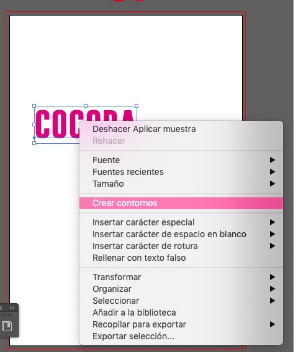 Deshacer Aplicar muestra
Rehacer
Fuente
Fuentes recientes
Tamaño
Crear contornos
Insertar carácter especial
Insertar carácter de espacio en blanco
Insertar carácter de rotura
Rellenar con texto falso
Transformar
Organizar
Seleccionar
Añadir a la biblioteca
Recopilar para exportar
Exportar selección...